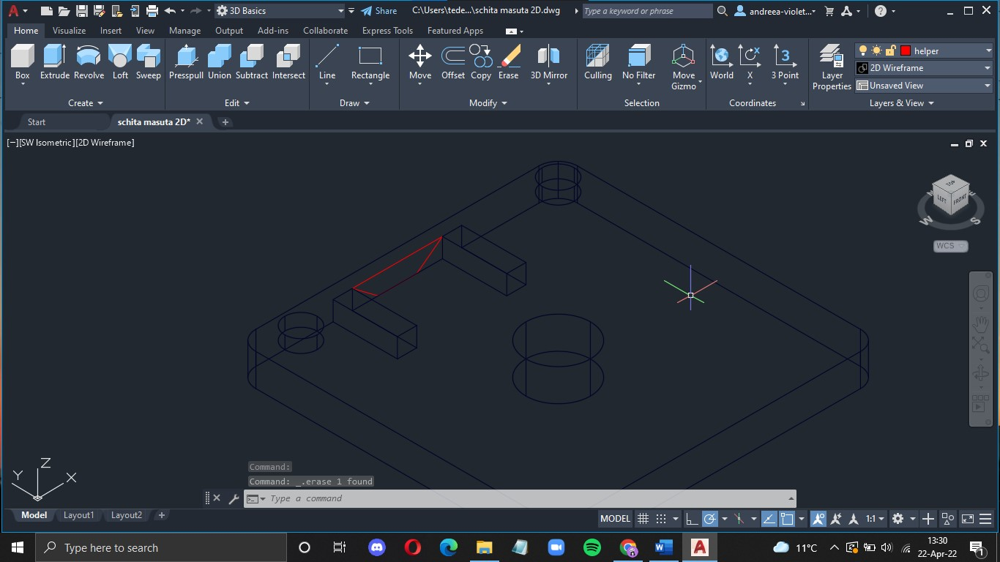 3D Basics Share C:\Users\tede...\schita masuta 2D.dwg Type a keyword or phrase andreea-violet...
Home Visualize Insert View Manage Output Add-ins Collaborate Express Tools Featured Apps
Box Extrude Revolve Loft Sweep Presspull Union Subtract Intersect Line Rectangle Move Offset Copy Erase 3D Mirror Culling No Filter Move Gizmo World X 3 Point Layer Properties
helper
2D Wireframe
Unsaved View
Create Edit Draw Modify Selection Coordinates Layers & View
Start schita masuta 2D*
[−][SW Isometric][2D Wireframe]
TOP
LEFT FRONT
W S
WCS
Command:
Command: _.erase 1 found
Type a command
Z
Y X
Model Layout1 Layout2 MODEL 1:1
Type here to search 11°C 13:30
22-Apr-22